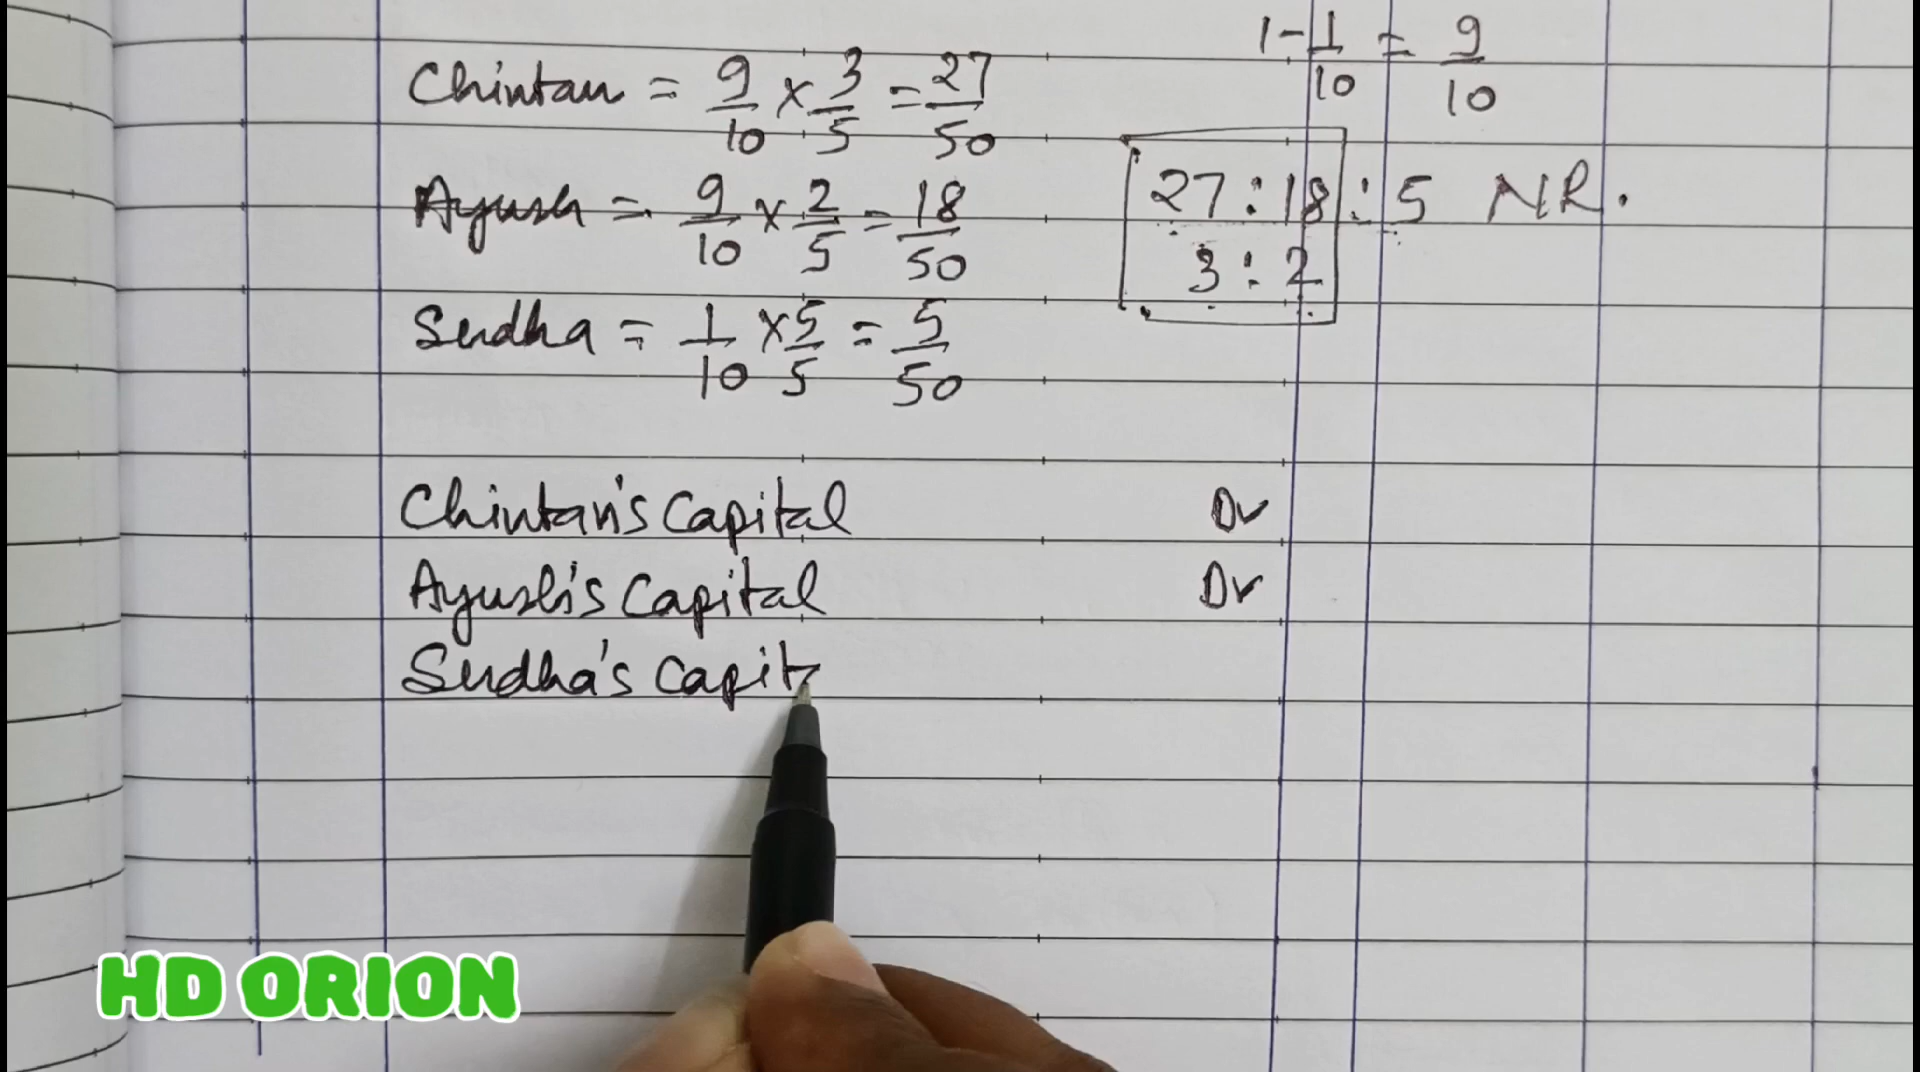 1 - 1/10 = 9/10
Chintan = 9/10 × 3/5 = 27/50
27 : 18 : 5 NR.
Ayush = 9/10 × 2/5 = 18/50
3 : 2
Sudha = 1/10 × 5/5 = 5/50
Chintan's Capital Dr
Ayush's Capital Dr
Sudha's Capit
HD ORION